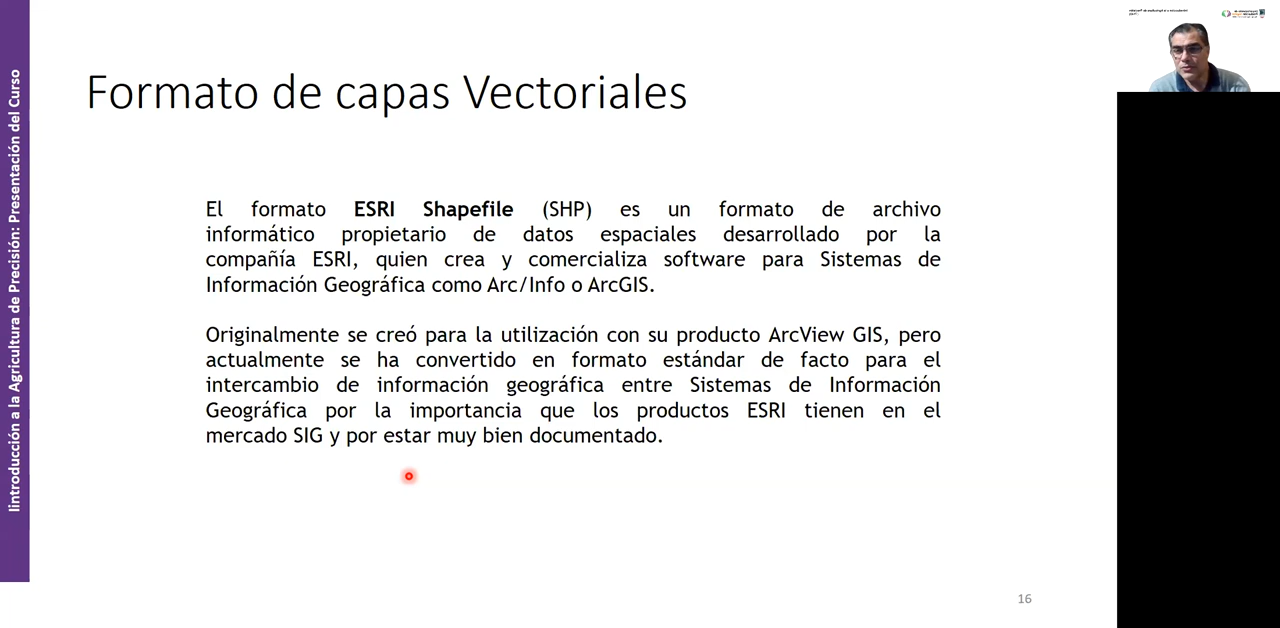 Iintroducción a la Agricultura de Precisión: Presentación del Curso
Formato de capas Vectoriales
El formato ESRI Shapefile (SHP) es un formato de archivo
informático propietario de datos espaciales desarrollado por la
compañía ESRI, quien crea y comercializa software para Sistemas de
Información Geográfica como Arc/Info o ArcGIS.
Originalmente se creó para la utilización con su producto ArcView GIS, pero
actualmente se ha convertido en formato estándar de facto para el
intercambio de información geográfica entre Sistemas de Información
Geográfica por la importancia que los productos ESRI tienen en el
mercado SIG y por estar muy bien documentado.
16